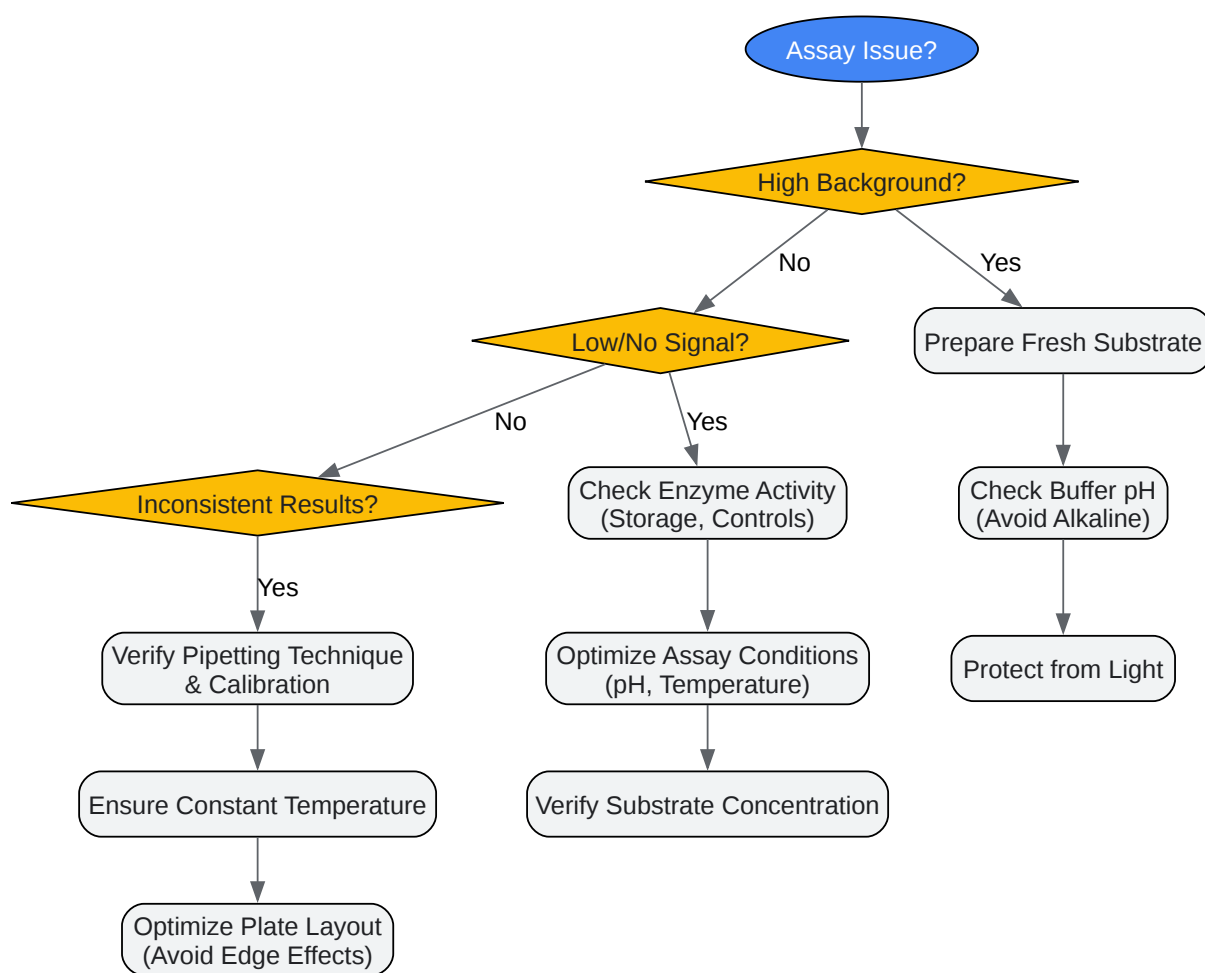 Assay Issue?
High Background?
No
Yes
Low/No Signal?
Prepare Fresh Substrate
No
Yes
Inconsistent Results?
Check Enzyme Activity
(Storage, Controls)
Check Buffer pH
(Avoid Alkaline)
Yes
Verify Pipetting Technique
& Calibration
Optimize Assay Conditions
(pH, Temperature)
Protect from Light
Ensure Constant Temperature
Verify Substrate Concentration
Optimize Plate Layout
(Avoid Edge Effects)